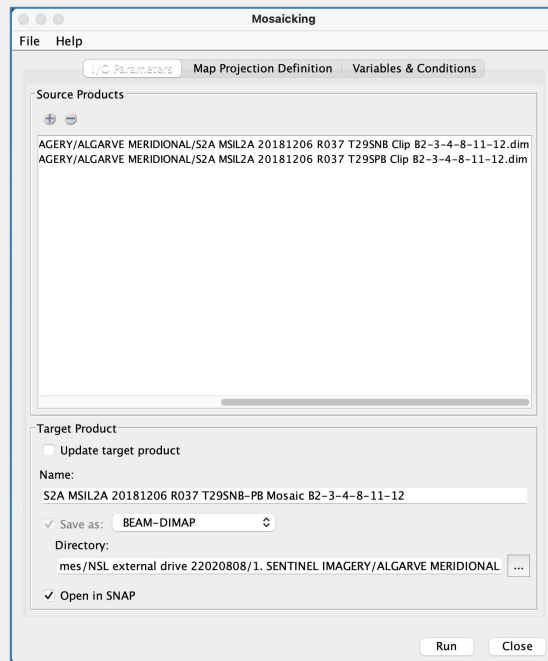 Mosaicking
File Help
I/O Parameters Map Projection Definition Variables & Conditions
Source Products
AGERY/ALGARVE MERIDIONAL/S2A MSIL2A 20181206 R037 T29SNB Clip B2-3-4-8-11-12.dim
AGERY/ALGARVE MERIDIONAL/S2A MSIL2A 20181206 R037 T29SPB Clip B2-3-4-8-11-12.dim
Target Product
Update target product
Name:
S2A MSIL2A 20181206 R037 T29SNB-PB Mosaic B2-3-4-8-11-12
Save as: BEAM-DIMAP
Directory:
mes/NSL external drive 22020808/1. SENTINEL IMAGERY/ALGARVE MERIDIONAL ...
Open in SNAP
Run Close